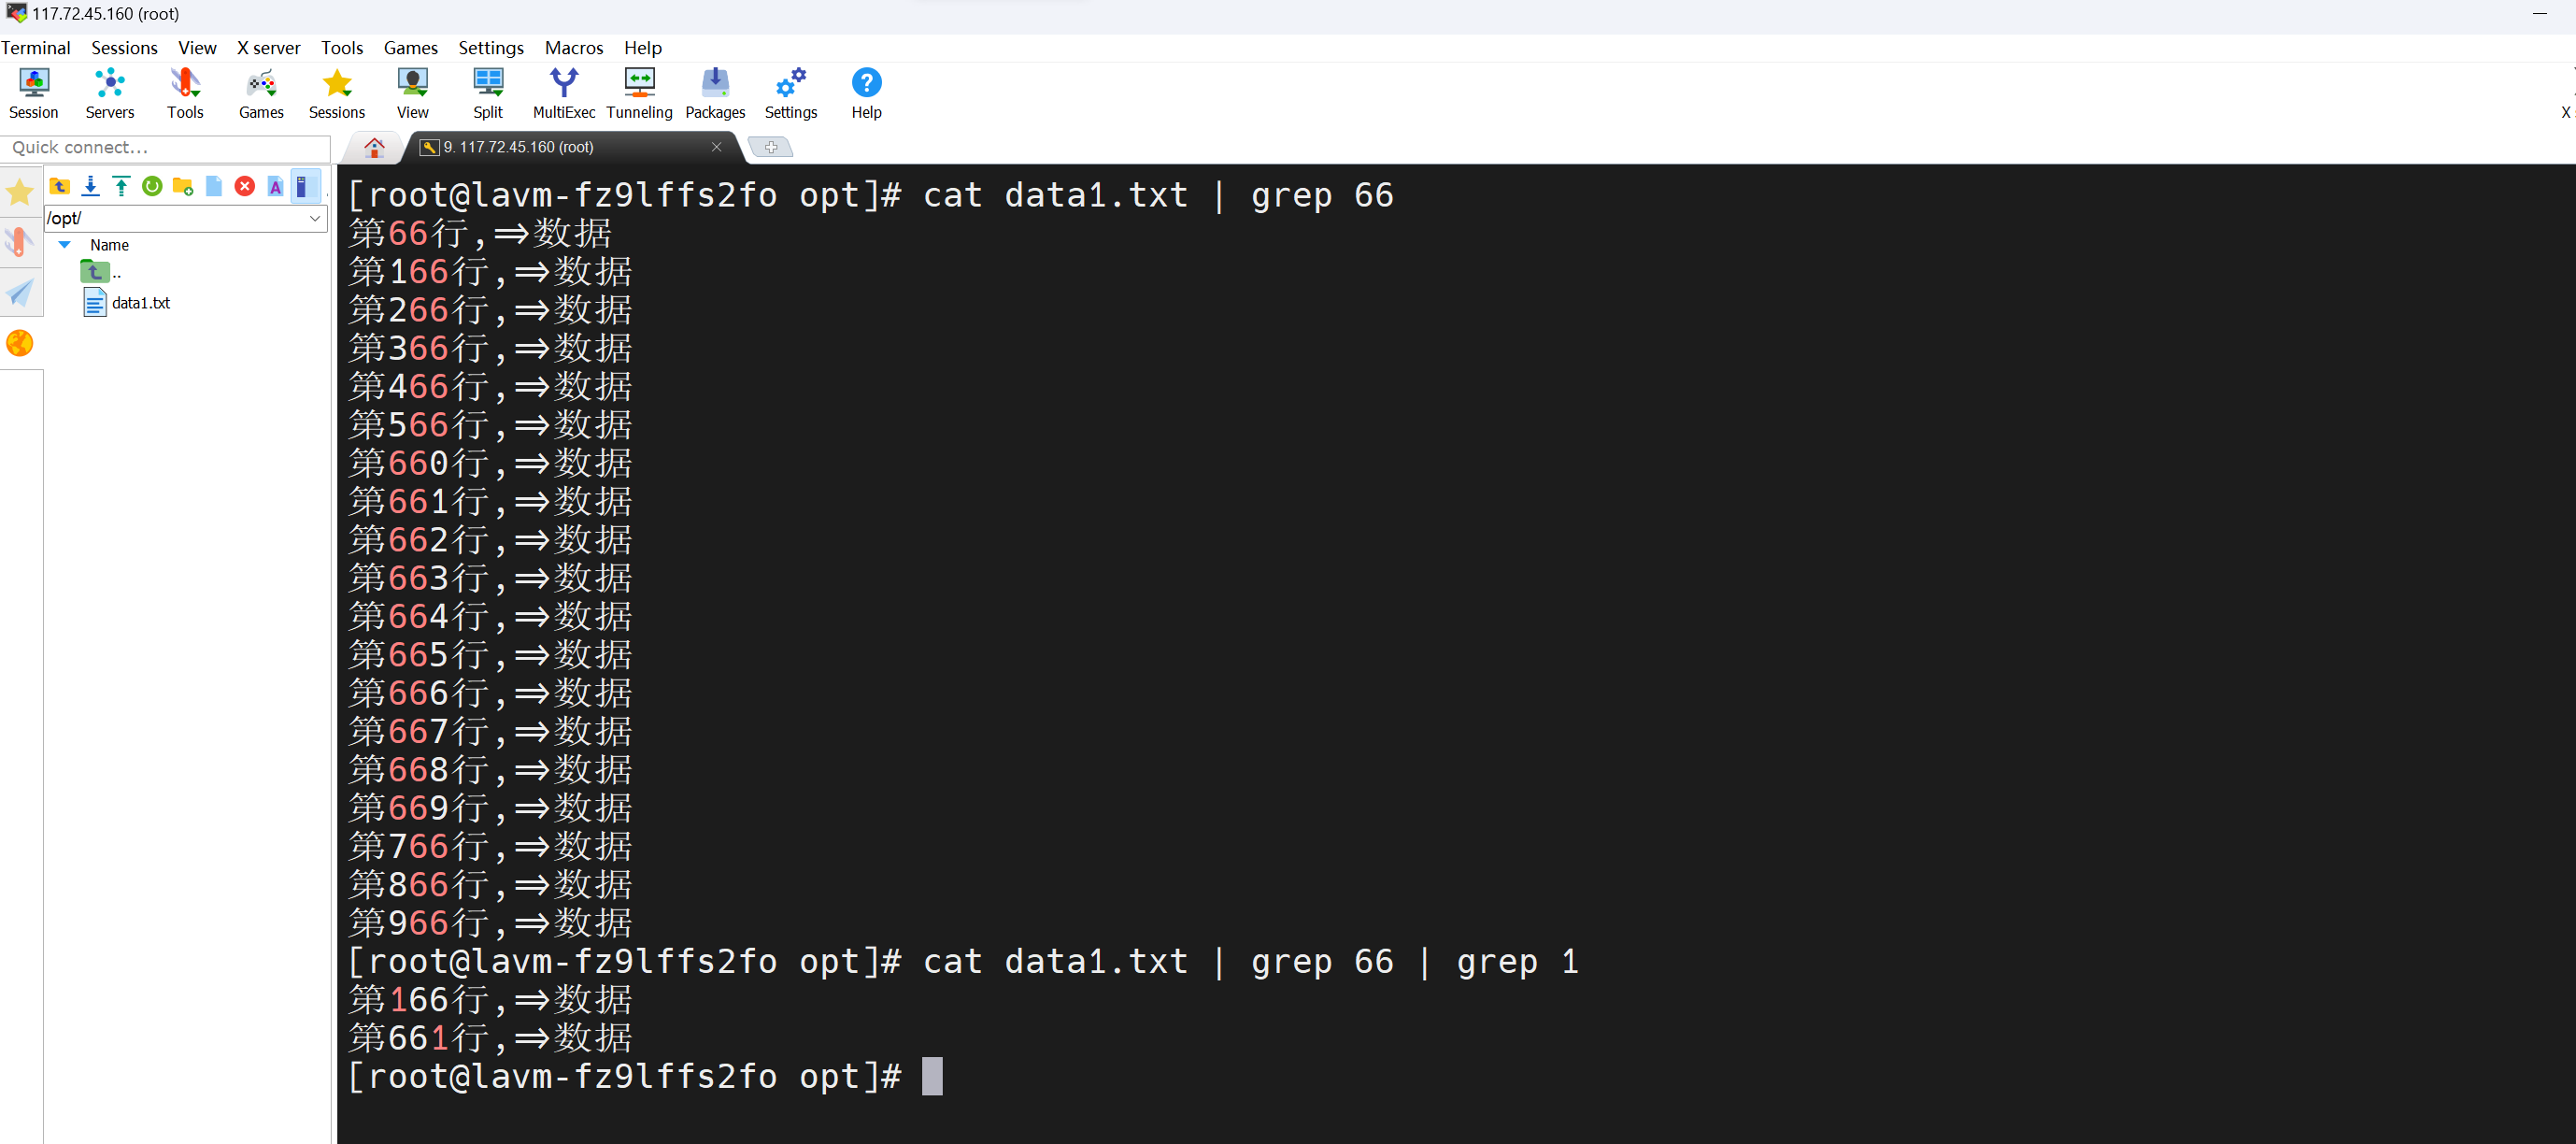 117.72.45.160 (root)
Terminal Sessions View X server Tools Games Settings Macros Help
Session Servers Tools Games Sessions View Split MultiExec Tunneling Packages Settings Help X
Quick connect...
9. 117.72.45.160 (root)
/opt/
Name
..
data1.txt
[root@lavm-fz9lffs2fo opt]# cat data1.txt | grep 66
第66行,=>数据
第166行,=>数据
第266行,=>数据
第366行,=>数据
第466行,=>数据
第566行,=>数据
第660行,=>数据
第661行,=>数据
第662行,=>数据
第663行,=>数据
第664行,=>数据
第665行,=>数据
第666行,=>数据
第667行,=>数据
第668行,=>数据
第669行,=>数据
第766行,=>数据
第866行,=>数据
第966行,=>数据
[root@lavm-fz9lffs2fo opt]# cat data1.txt | grep 66 | grep 1
第166行,=>数据
第661行,=>数据
[root@lavm-fz9lffs2fo opt]#